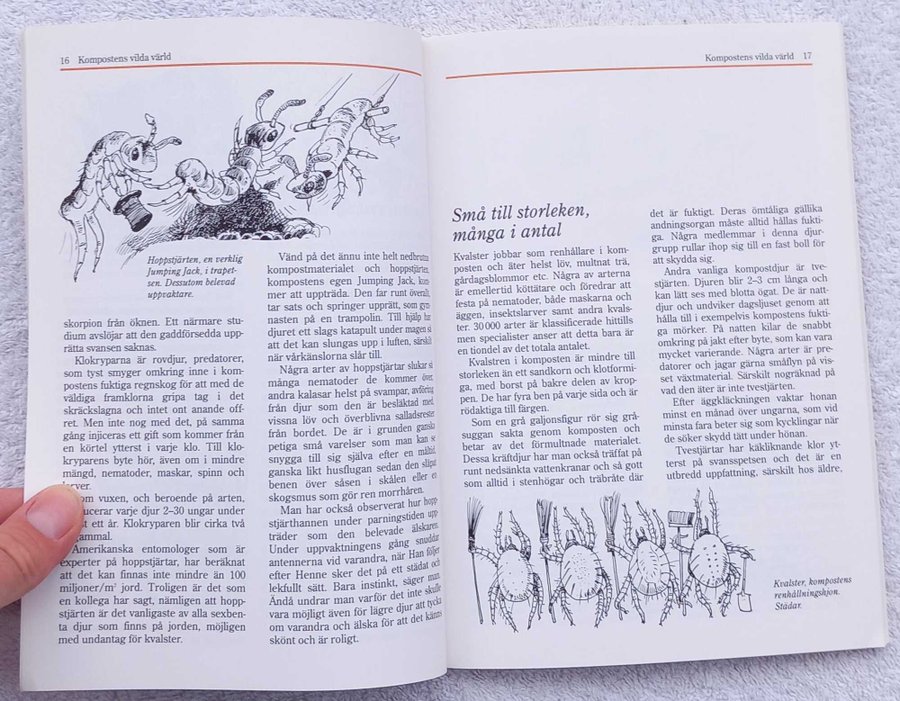 16 Kompostens vilda värld
Hoppstjärten, en verklig
Jumping Jack, i trapet-
sen. Dessutom belevad
uppvaktare.
skorpion från öknen. Ett närmare stu-
dium avslöjar att den gaddförsedda upp-
rätta svansen saknas.
Klokryparna är rovdjur, predatorer,
som tyst smyger omkring inne i kom-
postens fuktiga regnskog för att med de
väldiga framklorna gripa tag i det
skräckslagna och intet ont anande off-
ret. Men inte nog med det, på samma
gång injiceras ett gift som kommer från
en körtel ytterst i varje klo. Till klo-
kryparens byte hör, även om i mindre
mängd, nematoder, maskar, spinn och
larver.
om vuxen, och beroende på arten,
ucerar varje djur 2–30 ungar under
st ett år. Klokryparen blir cirka två
gammal.
Amerikanska entomologer som är
experter på hoppstjärtar, har beräknat
att det kan finnas inte mindre än 100
miljoner/m² jord. Troligen är det som
en kollega har sagt, nämligen att hopp-
stjärten är det vanligaste av alla sexben-
ta djur som finns på jorden, möjligen
med undantag för kvalster.
Vänd på det ännu inte helt nedbrutna
kompostmaterialet och hoppstjärten,
kompostens egen Jumping Jack, kom-
mer att uppträda. Den far runt överallt,
tar sats och springer upprätt, som gym-
nasten på en trampolin. Till hjälp har
djuret ett slags katapult under magen så
att det kan slungas upp i luften, särskilt
när vårkänslorna slår till.
Några arter av hoppstjärtar slukar så
många nematoder de kommer över,
andra kalasar helst på svampar, avföring
från djur som den är besläktad med,
vissna löv och överblivna salladsrester
från bordet. De är i grunden ganska
petiga små varelser som man kan se
snygga till sig själva efter en måltid,
ganska likt husflugan sedan den släpat
benen över såsen i skålen eller en
skogsmus som gör ren morrhåren.
Man har också observerat hur hopp-
stjärthannen under parningstiden upp-
träder som den belevade älskaren.
Under uppvaktningens gång snuddar
antennerna vid varandra, när Han följer
efter Henne sker det på ett städat och
lekfullt sätt. Bara instinkt, säger man.
Ändå undrar man varför det inte skulle
vara möjligt även för lägre djur att tycka
om varandra och älska för att det känns
skönt och är roligt.
Kompostens vilda värld 17
Små till storleken,
många i antal
Kvalster jobbar som renhållare i kom-
posten och äter helst löv, multnat trä,
gårdagsblommor etc. Några av arterna
är emellertid köttätare och föredrar att
festa på nematoder, både maskarna och
äggen, insektslarver samt andra kvals-
ter. 30 000 arter är klassificerade hittills
men specialister anser att detta bara är
en tiondel av det totala antalet.
Kvalstren i komposten är mindre till
storleken än ett sandkorn och klotformi-
ga, med borst på bakre delen av krop-
pen. De har fyra ben på varje sida och är
rödaktiga till färgen.
Som en grå galjonsfigur rör sig grå-
suggan sakta genom komposten och
betar av det förmultnade materialet.
Dessa kräftdjur har man också träffat på
runt nedsänkta vattenkranar och så gott
som alltid i stenhögar och träbråte där
det är fuktigt. Deras ömtåliga gällika
andningsorgan måste alltid hållas fukti-
ga. Några medlemmar i denna djur-
grupp rullar ihop sig till en fast boll för
att skydda sig.
Andra vanliga kompostdjur är tve-
stjärten. Djuren blir 2–3 cm långa och
kan lätt ses med blotta ögat. De är natt-
djur och undviker dagsljuset genom att
hålla till i exempelvis kompostens fukti-
ga mörker. På natten kilar de snabbt
omkring på jakt efter byte, som kan vara
mycket varierande. Några arter är pre-
datorer och jagar gärna småflyn på vis-
set växtmaterial. Särskilt nogräknad på
vad den äter är inte tvestjärten.
Efter äggkläckningen vaktar honan
minst en månad över ungarna, som vid
minsta fara beter sig som kycklingar när
de söker skydd tätt under hönan.
Tvestjärtar har käkliknande klor yt-
terst på svansspetsen och det är en
utbredd uppfattning, särskilt hos äldre,
Kvalster, kompostens
renhållningshjon.
Städar.